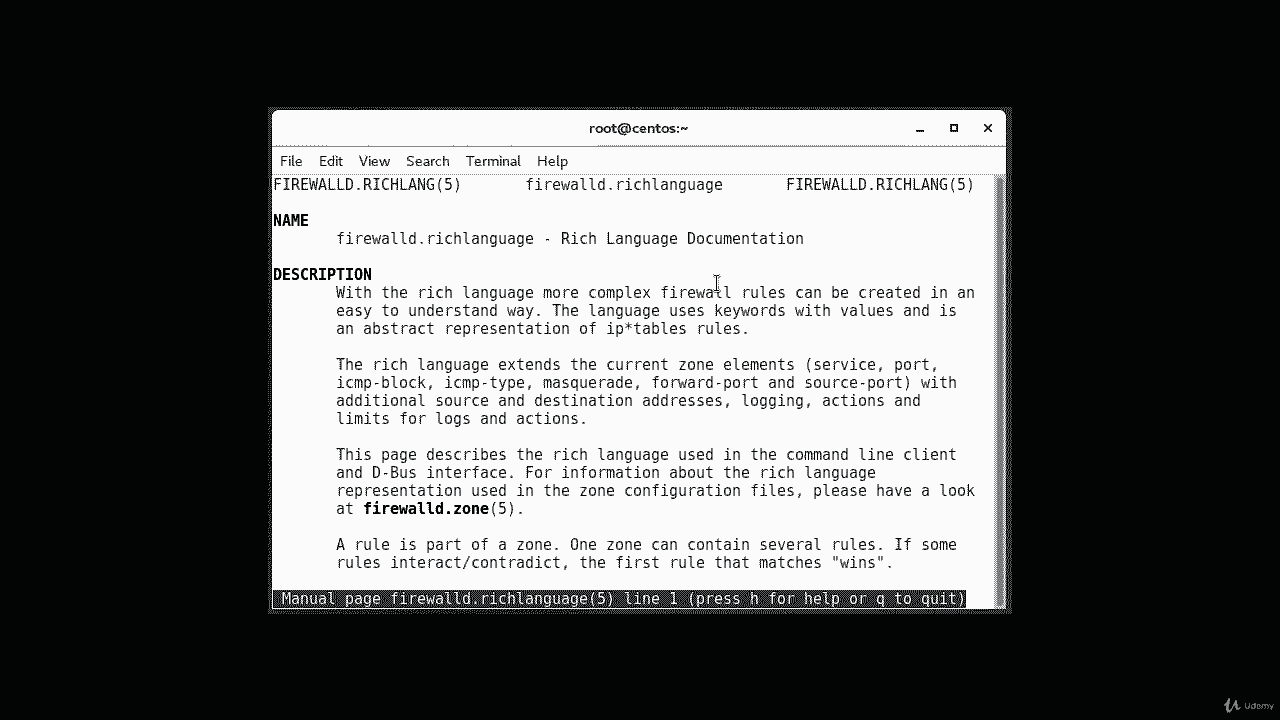 root@centos:~
File Edit View Search Terminal Help
FIREWALLD.RICHLANG(5) firewalld.richlanguage FIREWALLD.RICHLANG(5)
NAME
firewalld.richlanguage - Rich Language Documentation
DESCRIPTION
With the rich language more complex firewall rules can be created in an
easy to understand way. The language uses keywords with values and is
an abstract representation of ip*tables rules.
The rich language extends the current zone elements (service, port,
icmp-block, icmp-type, masquerade, forward-port and source-port) with
additional source and destination addresses, logging, actions and
limits for logs and actions.
This page describes the rich language used in the command line client
and D-Bus interface. For information about the rich language
representation used in the zone configuration files, please have a look
at firewalld.zone(5).
A rule is part of a zone. One zone can contain several rules. If some
rules interact/contradict, the first rule that matches "wins".
Manual page firewalld.richlanguage(5) line 1 (press h for help or q to quit)
Udemy